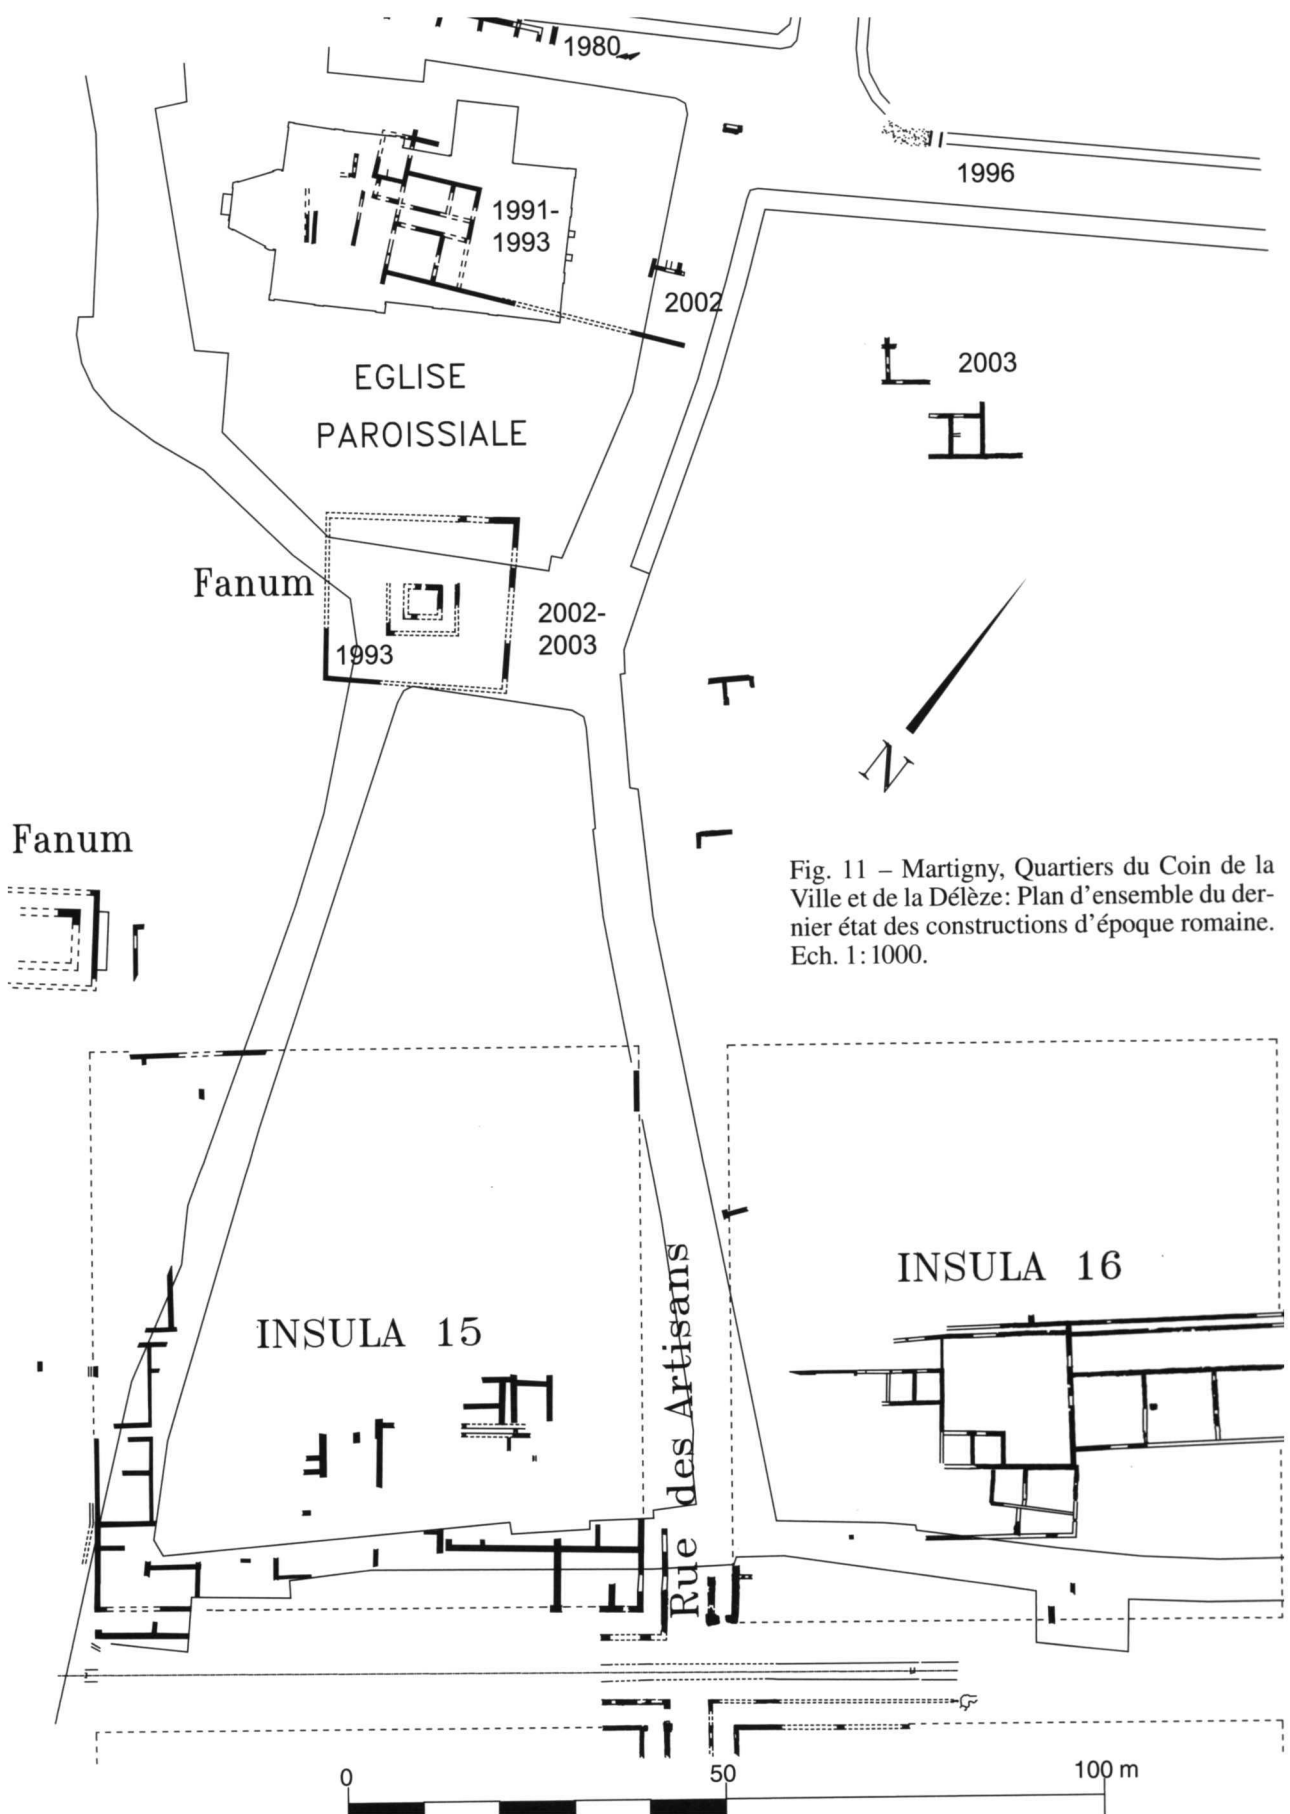 1980
1996
1991-
1993
2002
2003
EGLISE
PAROISSIALE
Fanum
2002-
2003
1993
N
Fanum
Fig. 11 – Martigny, Quartiers du Coin de la
Ville et de la Délèze: Plan d'ensemble du der-
nier état des constructions d'époque romaine.
Ech. 1:1000.
INSULA 16
INSULA 15
Rue des Artisans
0 50 100 m